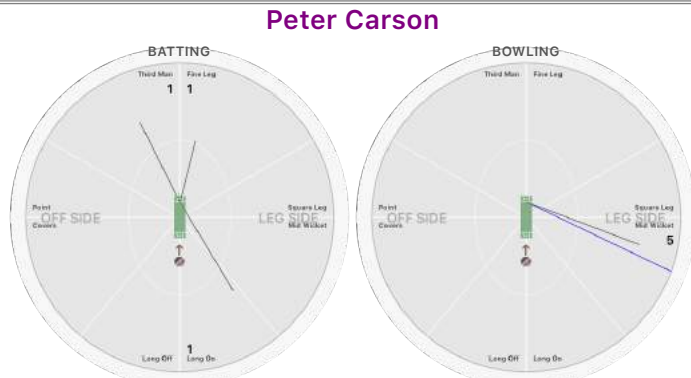 Peter Carson
BATTING
Third Man Fine Leg
1 1
Point Square Leg
OFF SIDE LEG SIDE
Covers Mid Wicket
1
Long Off Long On
BOWLING
Third Man Fine Leg
Point Square Leg
OFF SIDE LEG SIDE
Covers Mid Wicket
5
Long Off Long On